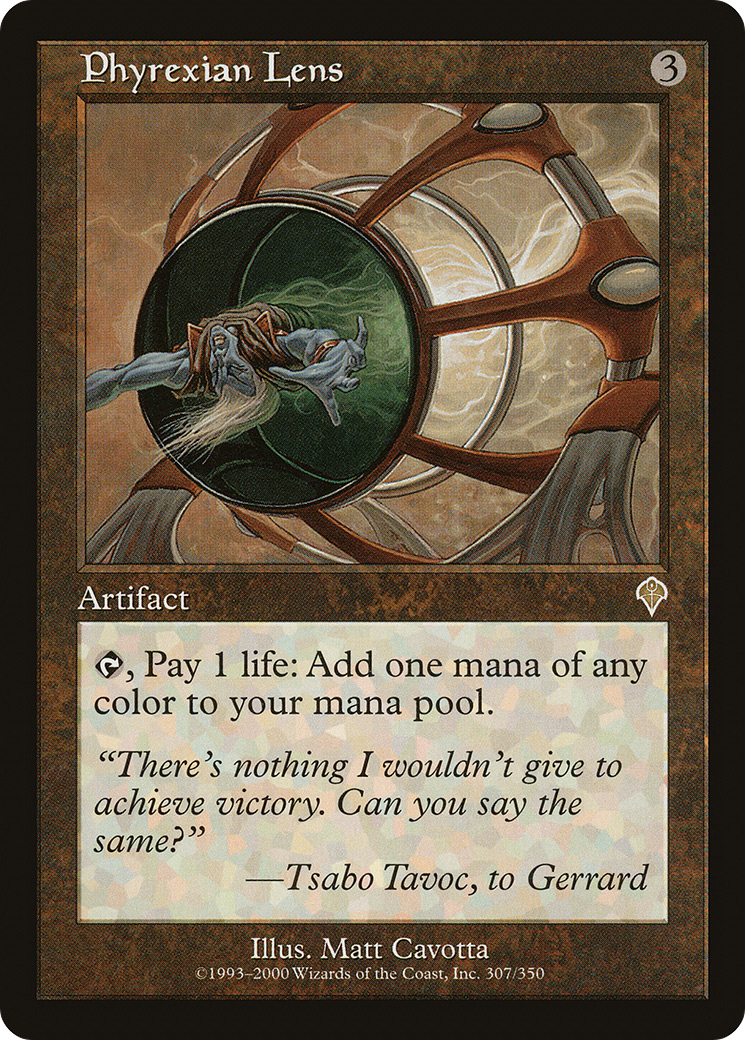 Phyrexian Lens
3
Artifact
, Pay 1 life: Add one mana of any
color to your mana pool.
“There’s nothing I wouldn’t give to
achieve victory. Can you say the
same?”
—Tsabo Tavoc, to Gerrard
Illus. Matt Cavotta
©1993–2000 Wizards of the Coast, Inc. 307/350